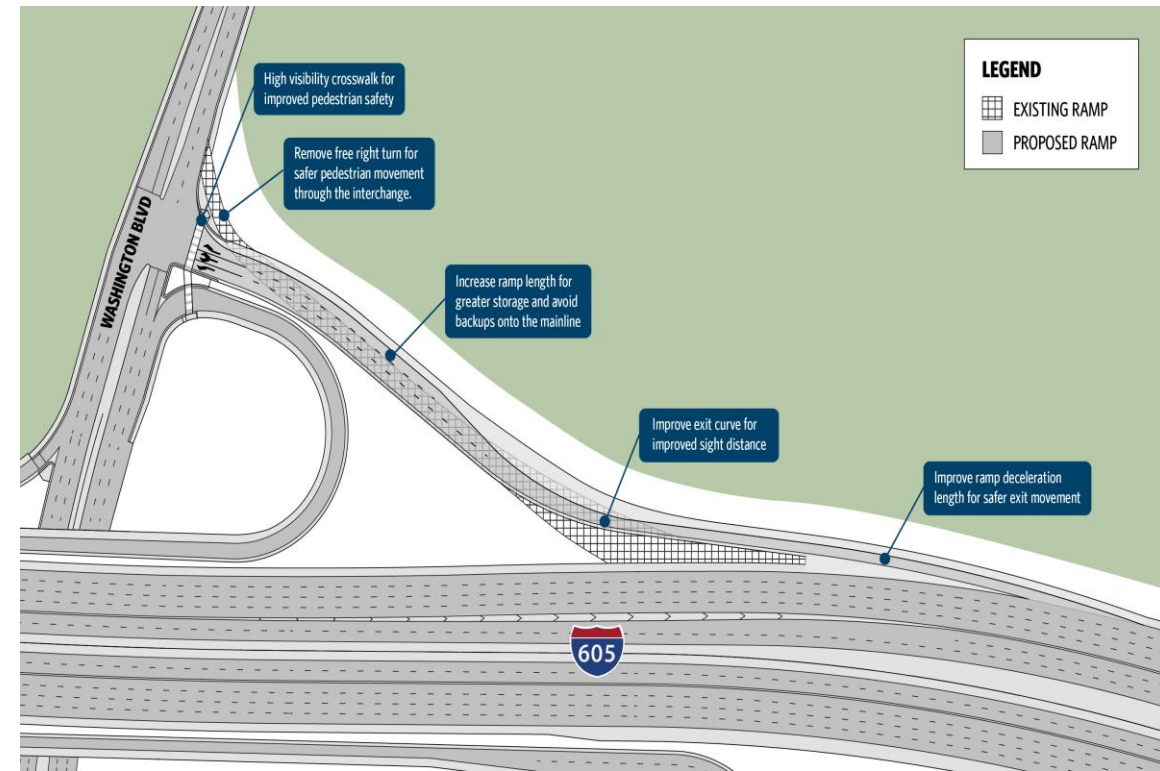 High visibility crosswalk for
improved pedestrian safety
Remove free right turn for
safer pedestrian movement
through the interchange.
WASHINGTON BLVD
Increase ramp length for
greater storage and avoid
backups onto the mainline
Improve exit curve for
improved sight distance
Improve ramp deceleration
length for safer exit movement
605
LEGEND
EXISTING RAMP
PROPOSED RAMP